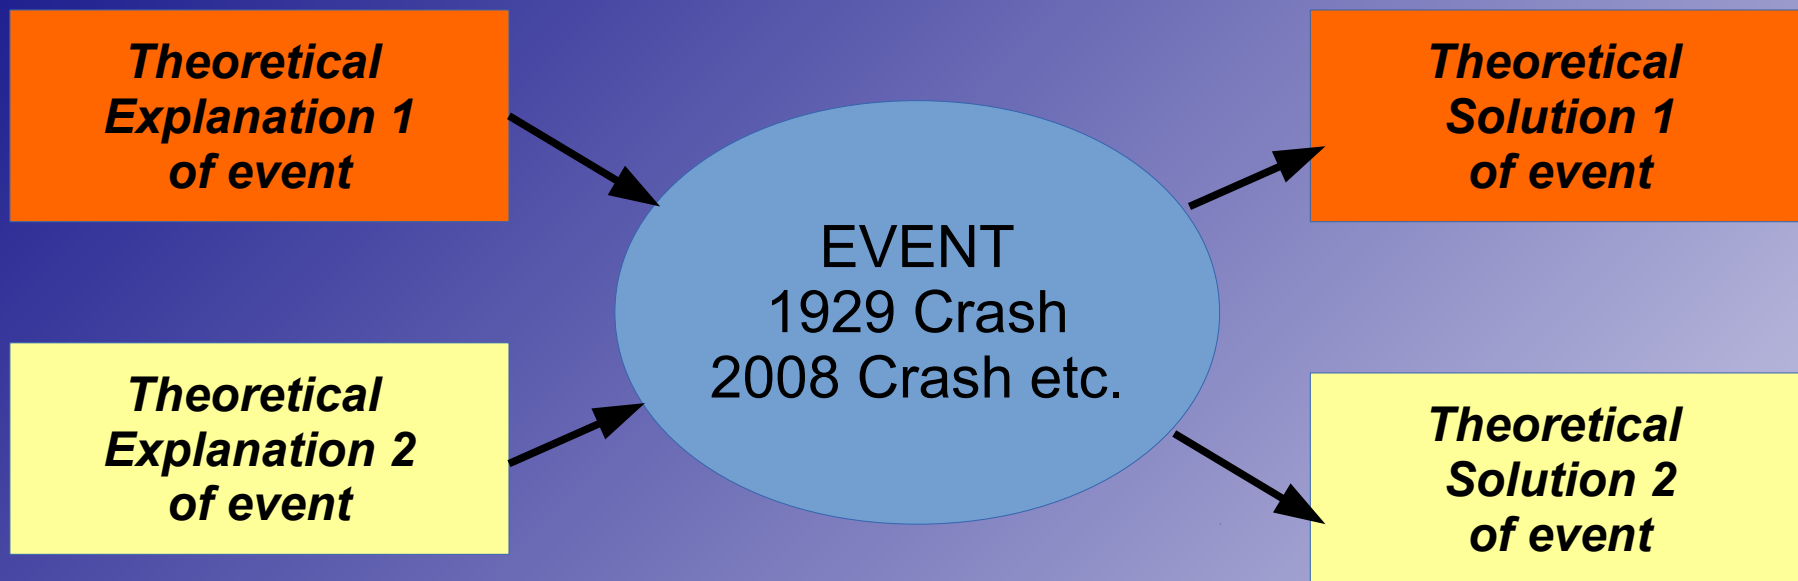 Theoretical
Explanation 1
of event
Theoretical
Solution 1
of event
EVENT
1929 Crash
2008 Crash etc.
Theoretical
Explanation 2
of event
Theoretical
Solution 2
of event